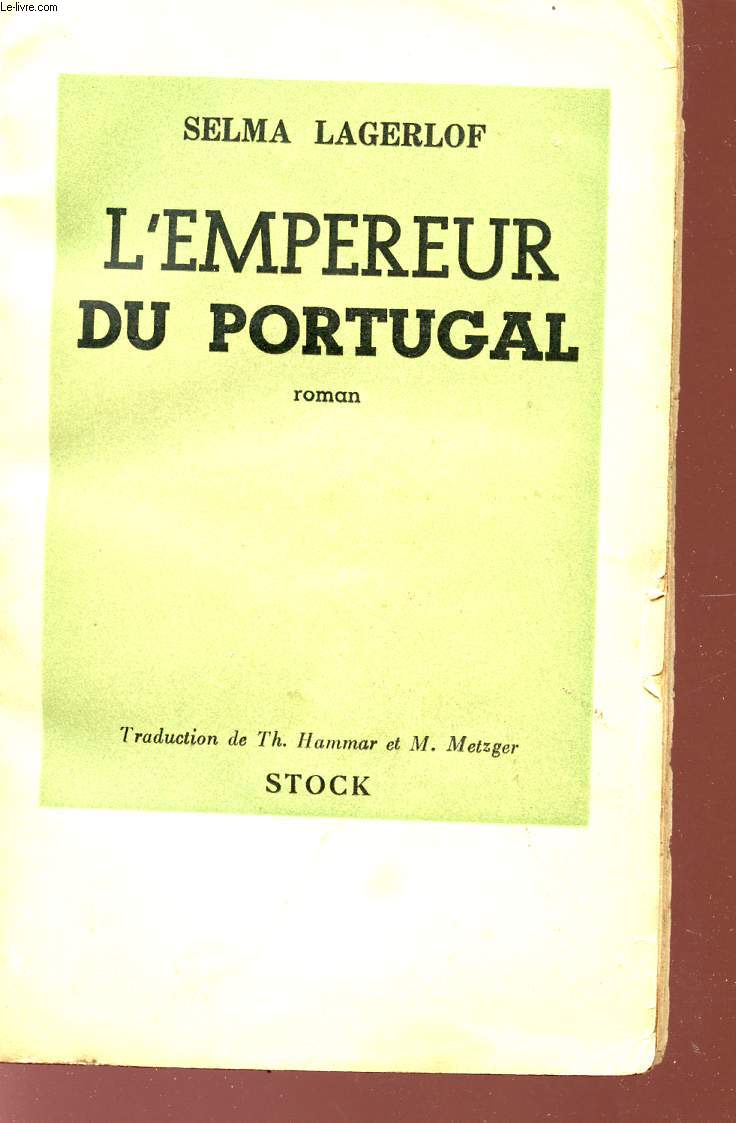 Le-livre.com
SELMA LAGERLOF
L'EMPEREUR
DU PORTUGAL
roman
Traduction de Th. Hammar et M. Metzger
STOCK